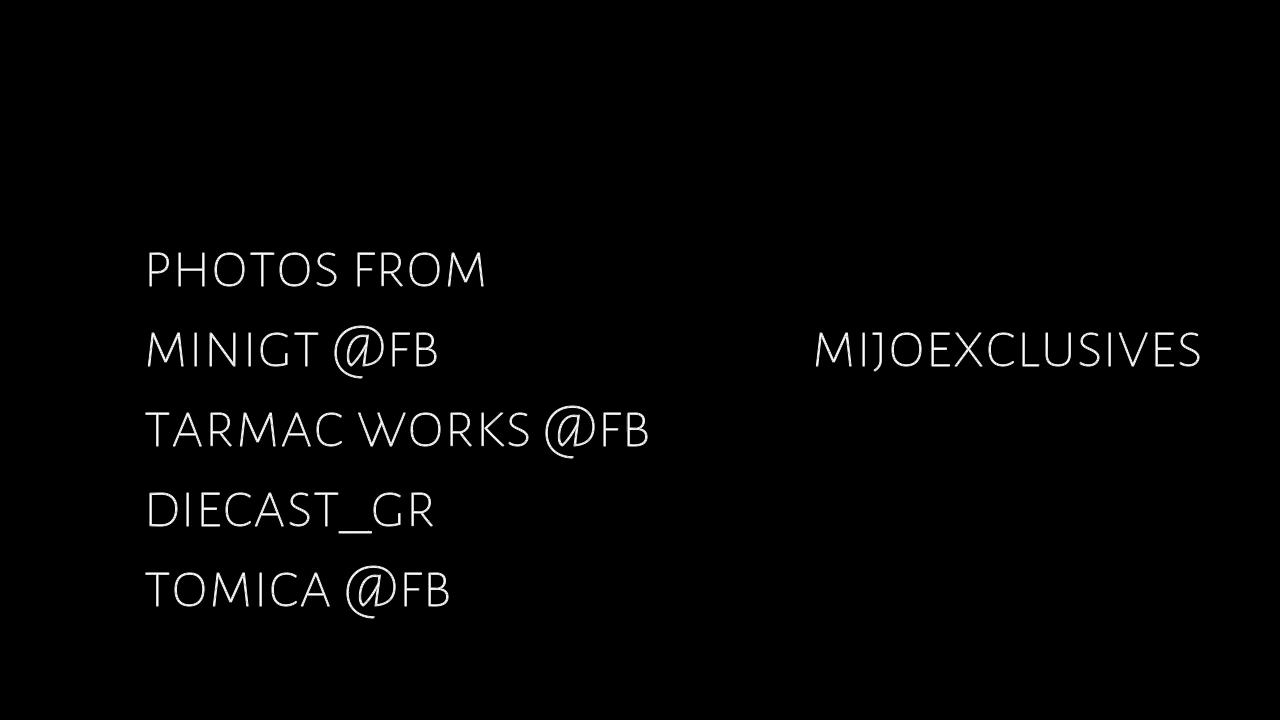 PHOTOS FROM
MINIGT @FB
MIJOEXCLUSIVES
TARMAC WORKS @FB
DIECAST_GR
TOMICA @FB